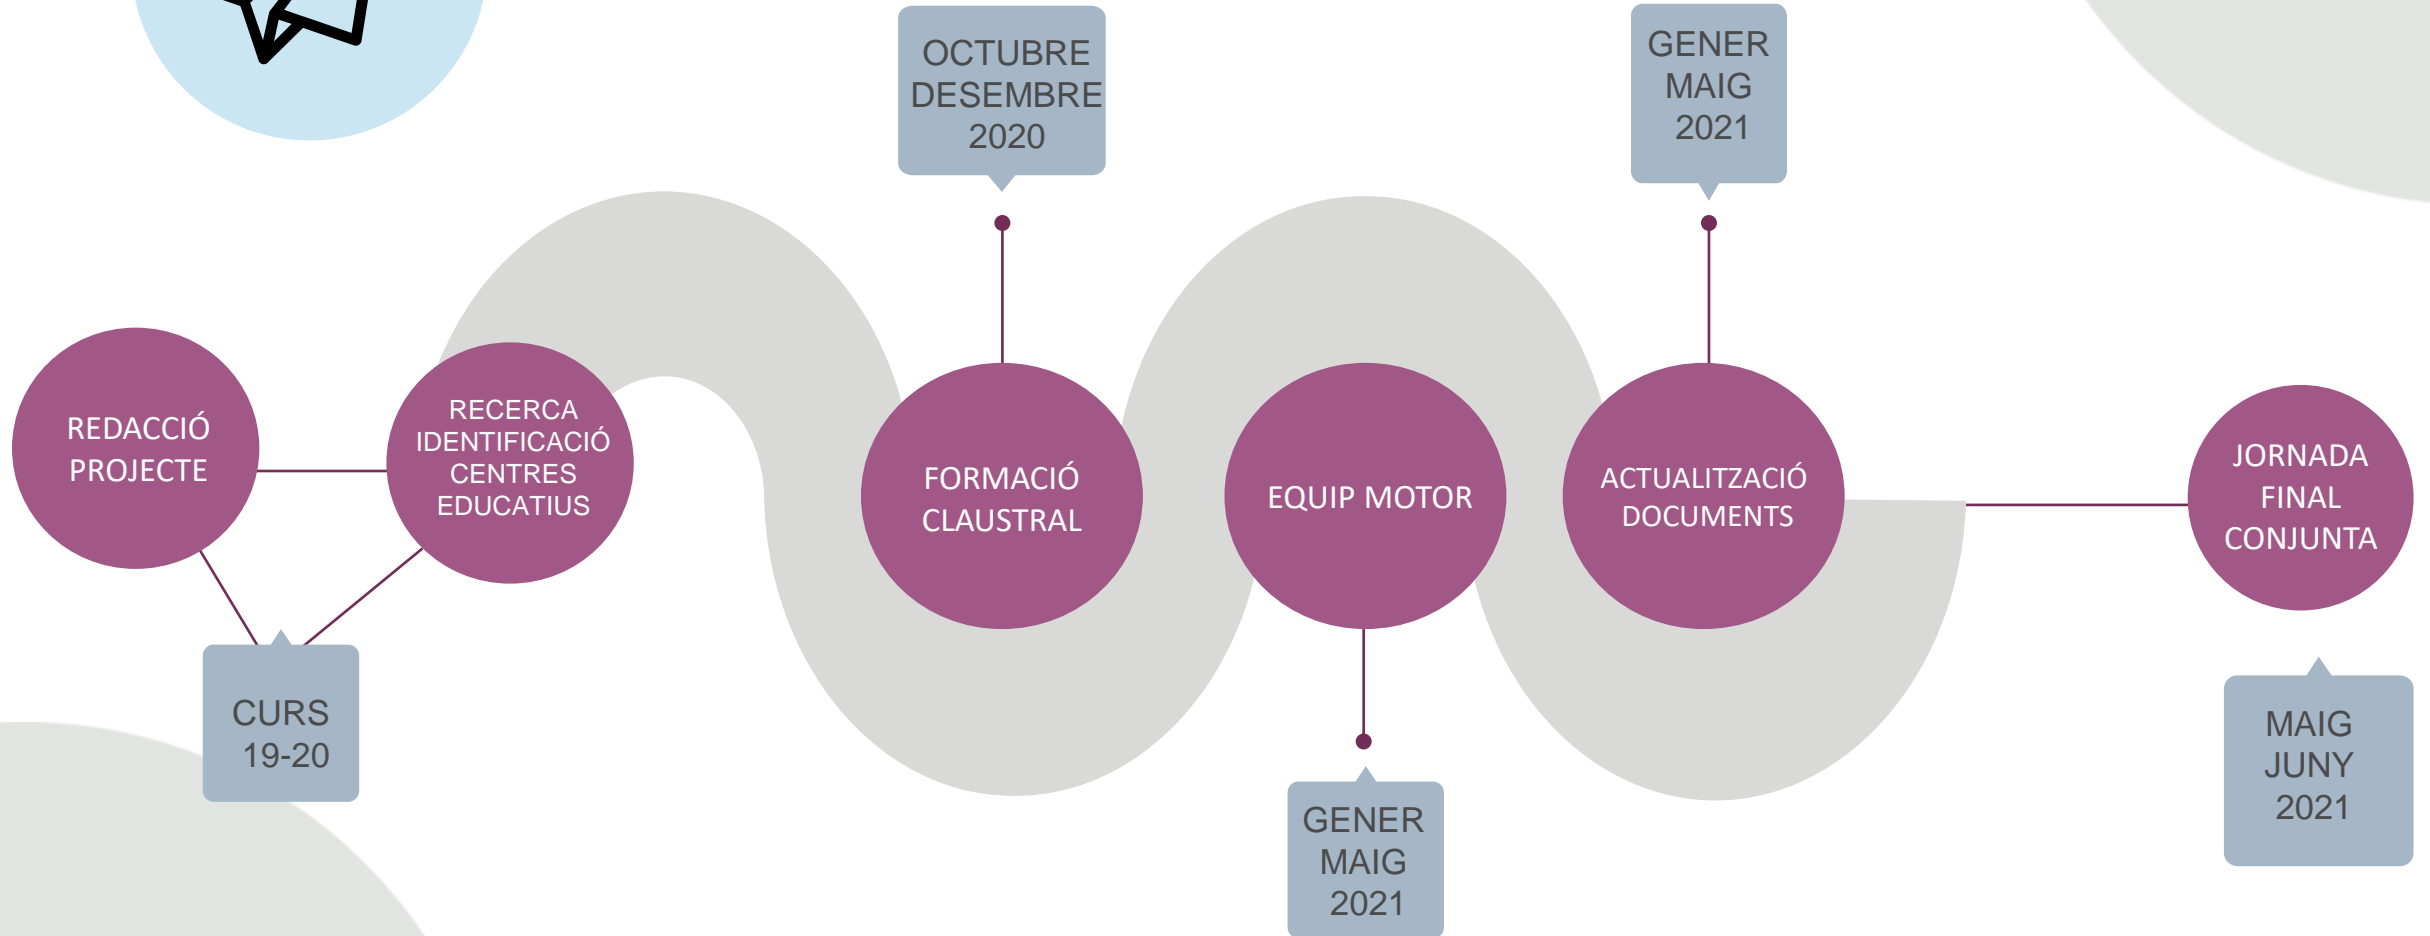 OCTUBRE
DESEMBRE
2020
GENER
MAIG
2021
REDACCIÓ
PROJECTE
RECERCA
IDENTIFICACIÓ
CENTRES
EDUCATIUS
FORMACIÓ
CLAUSTRAL
EQUIP MOTOR
ACTUALITZACIÓ
DOCUMENTS
JORNADA
FINAL
CONJUNTA
CURS
19-20
GENER
MAIG
2021
MAIG
JUNY
2021